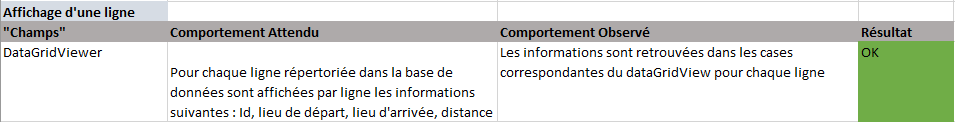 Affichage d'une ligne
"Champs" Comportement Attendu Comportement Observé Résultat
DataGridViewer
Pour chaque ligne répertoriée dans la base de
données sont affichées par ligne les informations
suivantes : Id, lieu de départ, lieu d'arrivée, distance
Les informations sont retrouvées dans les cases
correspondantes du dataGridView pour chaque ligne
OK